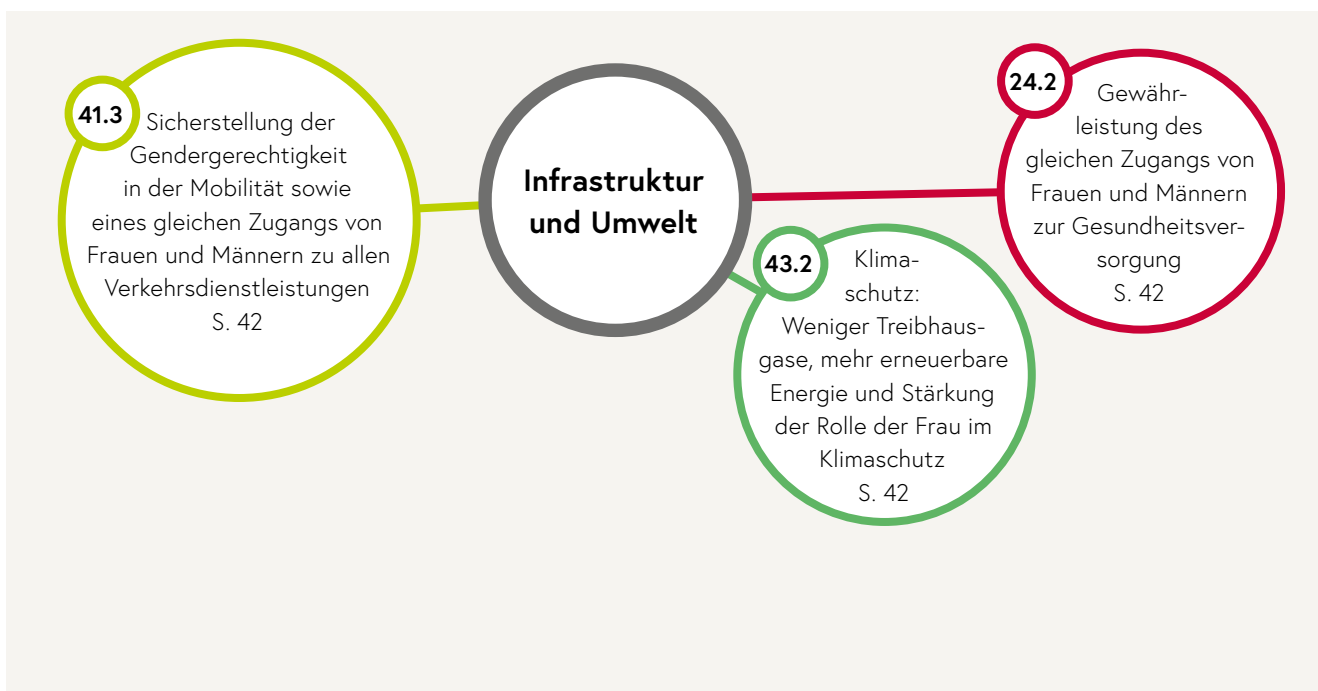 41.3
Sicherstellung der
Gendergerechtigkeit
in der Mobilität sowie
eines gleichen Zugangs von
Frauen und Männern zu allen
Verkehrsdienstleistungen
S. 42
Infrastruktur
und Umwelt
24.2
Gewähr-
leistung des
gleichen Zugangs von
Frauen und Männern
zur Gesundheitsver-
sorgung
S. 42
43.2
Klima-
schutz:
Weniger Treibhaus-
gase, mehr erneuerbare
Energie und Stärkung
der Rolle der Frau im
Klimaschutz
S. 42